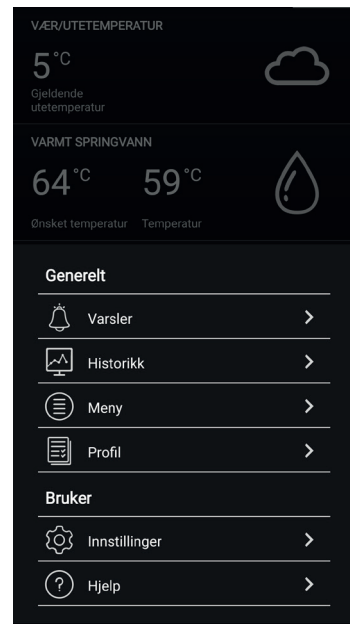 VÆR/UTETEMPERATUR
5°C
Gjeldende
utetemperatur
VARMT SPRINGVANN
64°C 59°C
Ønsket temperatur Temperatur
Generelt
Varsler
Historikk
Meny
Profil
Bruker
Innstillinger
Hjelp